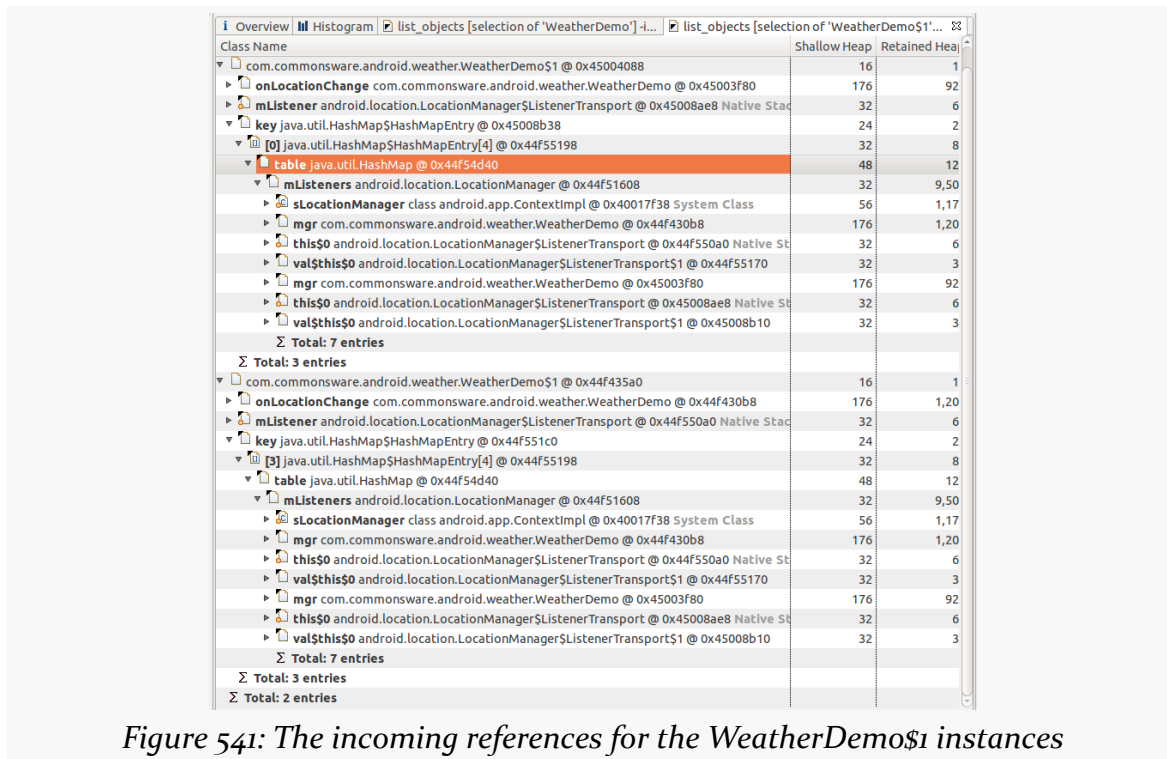 i Overview Histogram list_objects [selection of 'WeatherDemo'] -i... list_objects [selection of 'WeatherDemo$1'...
Class Name Shallow Heap Retained Hea
com.commonsware.android.weather.WeatherDemo$1 @ 0x45004088 16 1
onLocationChange com.commonsware.android.weather.WeatherDemo @ 0x45003f80 176 92
mListener android.location.LocationManager$ListenerTransport @ 0x45008ae8 Native Stac 32 6
key java.util.HashMap$HashMapEntry @ 0x45008b38 24 2
[0] java.util.HashMap$HashMapEntry[4] @ 0x44f55198 32 8
table java.util.HashMap @ 0x44f54d40 48 12
mListeners android.location.LocationManager @ 0x44f51608 32 9,50
sLocationManager class android.app.ContextImpl @ 0x40017f38 System Class 56 1,17
mgr com.commonsware.android.weather.WeatherDemo @ 0x44f430b8 176 1,20
this$0 android.location.LocationManager$ListenerTransport @ 0x44f550a0 Native St 32 6
val$this$0 android.location.LocationManager$ListenerTransport$1 @ 0x44f55170 32 3
mgr com.commonsware.android.weather.WeatherDemo @ 0x45003f80 176 92
this$0 android.location.LocationManager$ListenerTransport @ 0x45008ae8 Native St 32 6
val$this$0 android.location.LocationManager$ListenerTransport$1 @ 0x45008b10 32 3
Σ Total: 7 entries
Σ Total: 3 entries
com.commonsware.android.weather.WeatherDemo$1 @ 0x44f435a0 16 1
onLocationChange com.commonsware.android.weather.WeatherDemo @ 0x44f430b8 176 1,20
mListener android.location.LocationManager$ListenerTransport @ 0x44f550a0 Native Stac 32 6
key java.util.HashMap$HashMapEntry @ 0x44f551c0 24 2
[3] java.util.HashMap$HashMapEntry[4] @ 0x44f55198 32 8
table java.util.HashMap @ 0x44f54d40 48 12
mListeners android.location.LocationManager @ 0x44f51608 32 9,50
sLocationManager class android.app.ContextImpl @ 0x40017f38 System Class 56 1,17
mgr com.commonsware.android.weather.WeatherDemo @ 0x44f430b8 176 1,20
this$0 android.location.LocationManager$ListenerTransport @ 0x44f550a0 Native St 32 6
val$this$0 android.location.LocationManager$ListenerTransport$1 @ 0x44f55170 32 3
mgr com.commonsware.android.weather.WeatherDemo @ 0x45003f80 176 92
this$0 android.location.LocationManager$ListenerTransport @ 0x45008ae8 Native St 32 6
val$this$0 android.location.LocationManager$ListenerTransport$1 @ 0x45008b10 32 3
Σ Total: 7 entries
Σ Total: 3 entries
Σ Total: 2 entries
Figure 541: The incoming references for the WeatherDemo$1 instances